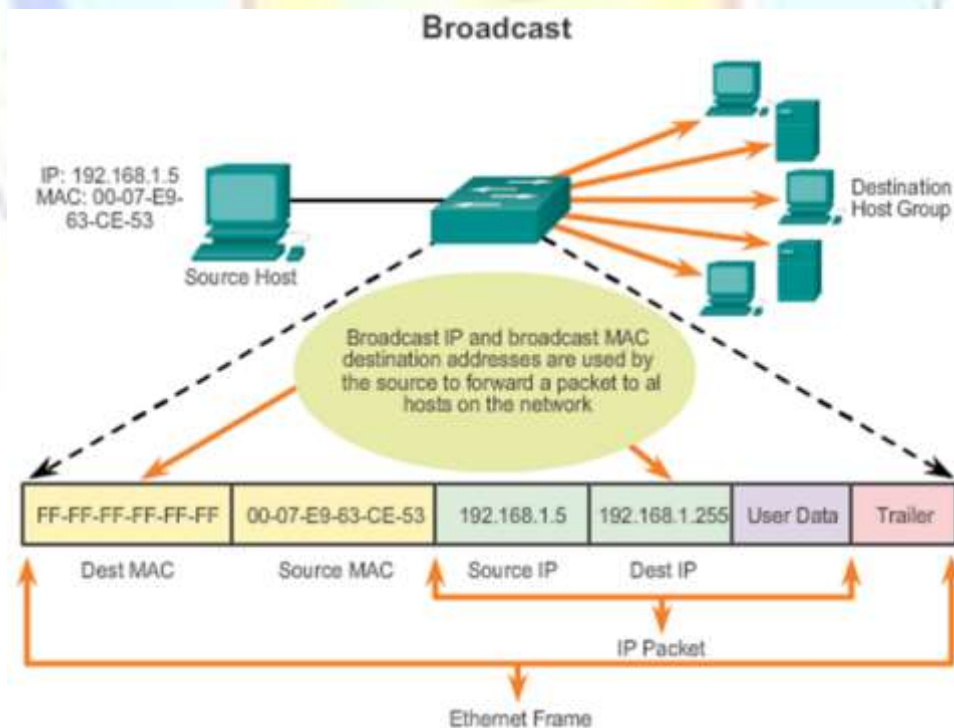 Broadcast
IP: 192.168.1.5
MAC: 00-07-E9-
63-CE-53
Source Host
Destination
Host Group
Broadcast IP and broadcast MAC
destination addresses are used by
the source to forward a packet to al
hosts on the network
FF-FF-FF-FF-FF-FF 00-07-E9-63-CE-53 192.168.1.5 192.168.1.255 User Data Trailer
Dest MAC Source MAC Source IP Dest IP
IP Packet
Ethernet Frame